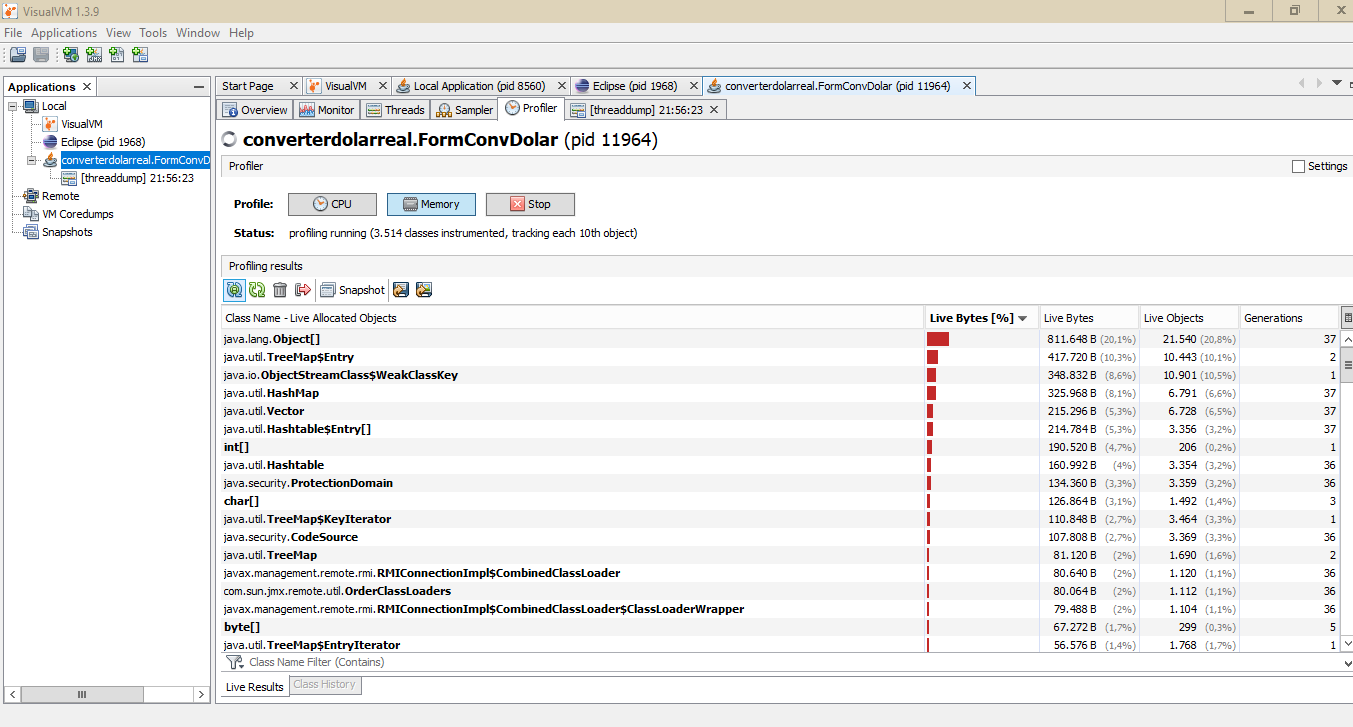 VisualVM 1.3.9
File Applications View Tools Window Help
Applications
Start Page VisualVM Local Application (pid 8560) Eclipse (pid 1968) converterdolarreal.FormConvDolar (pid 11964)
Local
VisualVM
Eclipse (pid 1968)
converterdolarreal.FormConvD
[threaddump] 21:56:23
Remote
VM Coredumps
Snapshots
Overview Monitor Threads Sampler Profiler [threaddump] 21:56:23
converterdolarreal.FormConvDolar (pid 11964)
Profiler Settings
Profile: CPU Memory Stop
Status: profiling running (3.514 classes instrumented, tracking each 10th object)
Profiling results
Snapshot
Class Name - Live Allocated Objects Live Bytes [%] Live Bytes Live Objects Generations
java.lang.Object[] 811.648 B (20,1%) 21.540 (20,8%) 37
java.util.TreeMap$Entry 417.720 B (10,3%) 10.443 (10,1%) 2
java.io.ObjectStreamClass$WeakClassKey 348.832 B (8,6%) 10.901 (10,5%) 1
java.util.HashMap 325.968 B (8,1%) 6.791 (6,6%) 37
java.util.Vector 215.296 B (5,3%) 6.728 (6,5%) 37
java.util.Hashtable$Entry[] 214.784 B (5,3%) 3.356 (3,2%) 37
int[] 190.520 B (4,7%) 206 (0,2%) 1
java.util.Hashtable 160.992 B (4%) 3.354 (3,2%) 36
java.security.ProtectionDomain 134.360 B (3,3%) 3.359 (3,2%) 36
char[] 126.864 B (3,1%) 1.492 (1,4%) 3
java.util.TreeMap$KeyIterator 110.848 B (2,7%) 3.464 (3,3%) 1
java.security.CodeSource 107.808 B (2,7%) 3.369 (3,3%) 36
java.util.TreeMap 81.120 B (2%) 1.690 (1,6%) 2
javax.management.remote.rmi.RMIConnectionImpl$CombinedClassLoader 80.640 B (2%) 1.120 (1,1%) 36
com.sun.jmx.remote.util.OrderClassLoaders 80.064 B (2%) 1.112 (1,1%) 36
javax.management.remote.rmi.RMIConnectionImpl$CombinedClassLoader$ClassLoaderWrapper 79.488 B (2%) 1.104 (1,1%) 36
byte[] 67.272 B (1,7%) 299 (0,3%) 5
java.util.TreeMap$EntryIterator 56.576 B (1,4%) 1.768 (1,7%) 1
Class Name Filter (Contains)
Live Results Class History